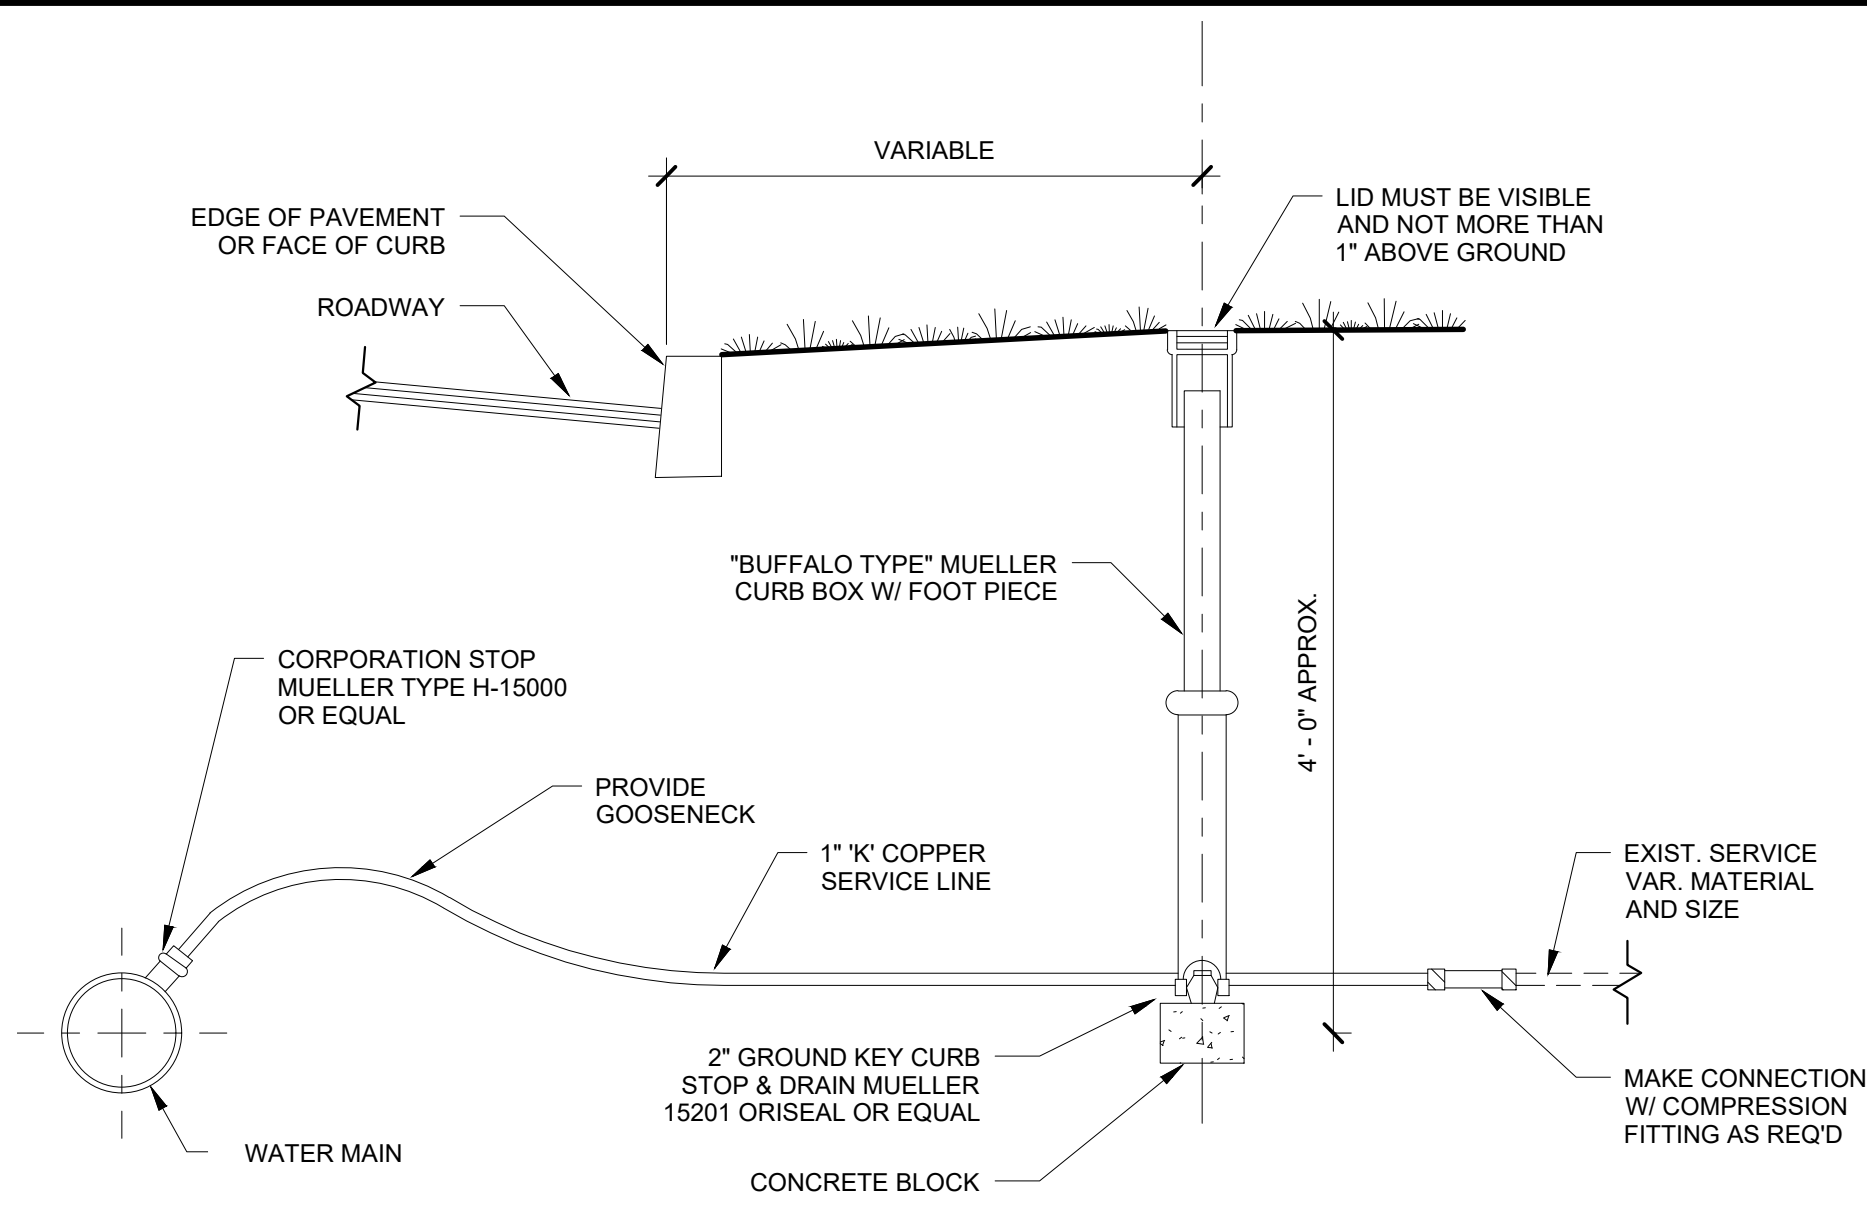 VARIABLE
EDGE OF PAVEMENT
OR FACE OF CURB
LID MUST BE VISIBLE
AND NOT MORE THAN
1" ABOVE GROUND
ROADWAY
"BUFFALO TYPE" MUELLER
CURB BOX W/ FOOT PIECE
4' - 0" APPROX.
CORPORATION STOP
MUELLER TYPE H-15000
OR EQUAL
PROVIDE
GOOSENECK
1" 'K' COPPER
SERVICE LINE
EXIST. SERVICE
VAR. MATERIAL
AND SIZE
2" GROUND KEY CURB
STOP & DRAIN MUELLER
15201 ORISEAL OR EQUAL
MAKE CONNECTION
W/ COMPRESSION
FITTING AS REQ'D
WATER MAIN
CONCRETE BLOCK